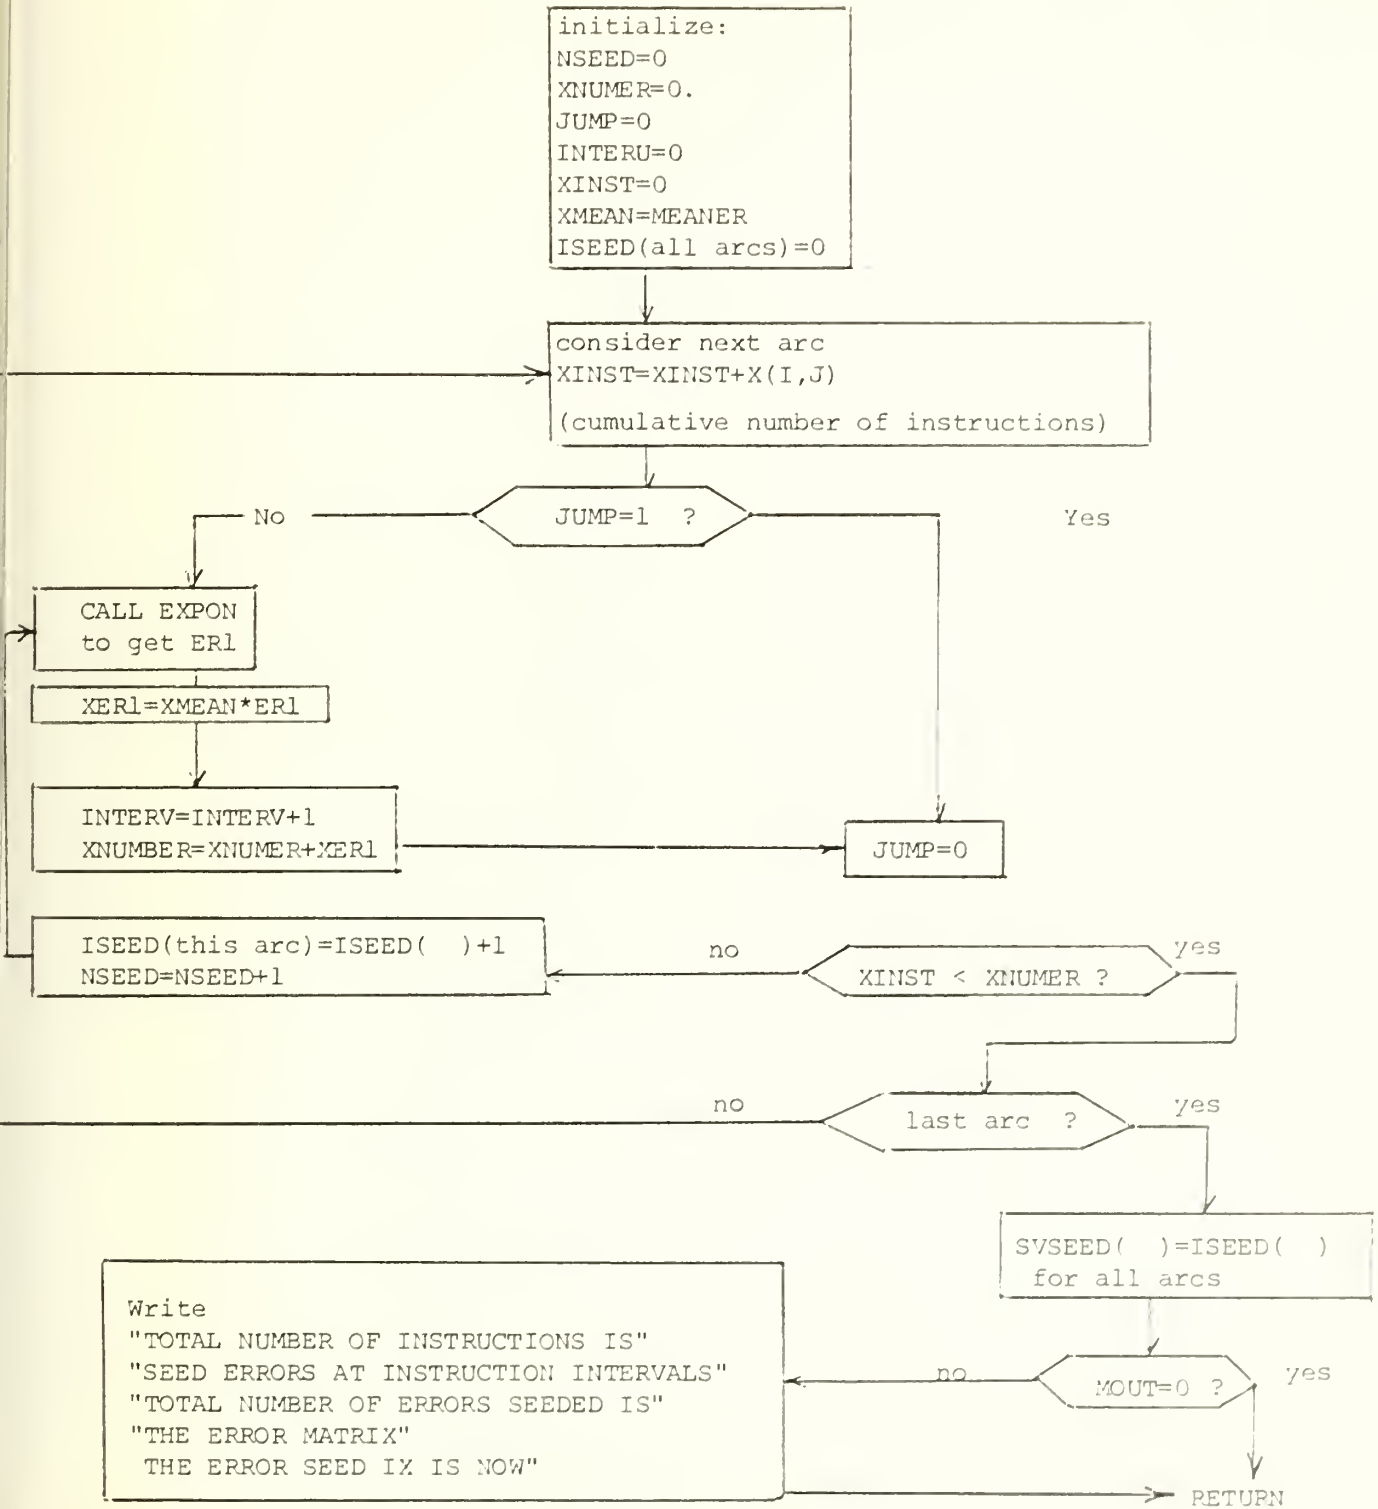 initialize:
NSEED=0
XNUMER=0.
JUMP=0
INTERU=0
XINST=0
XMEAN=MEANER
ISEED(all arcs)=0
consider next arc
XINST=XINST+X(I,J)
(cumulative number of instructions)
No
JUMP=1 ?
Yes
CALL EXPON
to get ER1
XER1=XMEAN*ER1
INTERV=INTERV+1
XNUMBER=XNUMER+XER1
JUMP=0
ISEED(this arc)=ISEED( )+1
NSEED=NSEED+1
no
XINST < XNUMER ?
yes
no
last arc ?
yes
SVSEED( )=ISEED( )
for all arcs
Write
"TOTAL NUMBER OF INSTRUCTIONS IS"
"SEED ERRORS AT INSTRUCTION INTERVALS"
"TOTAL NUMBER OF ERRORS SEEDED IS"
"THE ERROR MATRIX"
THE ERROR SEED IX IS NOW"
no
MOUT=0 ?
yes
RETURN